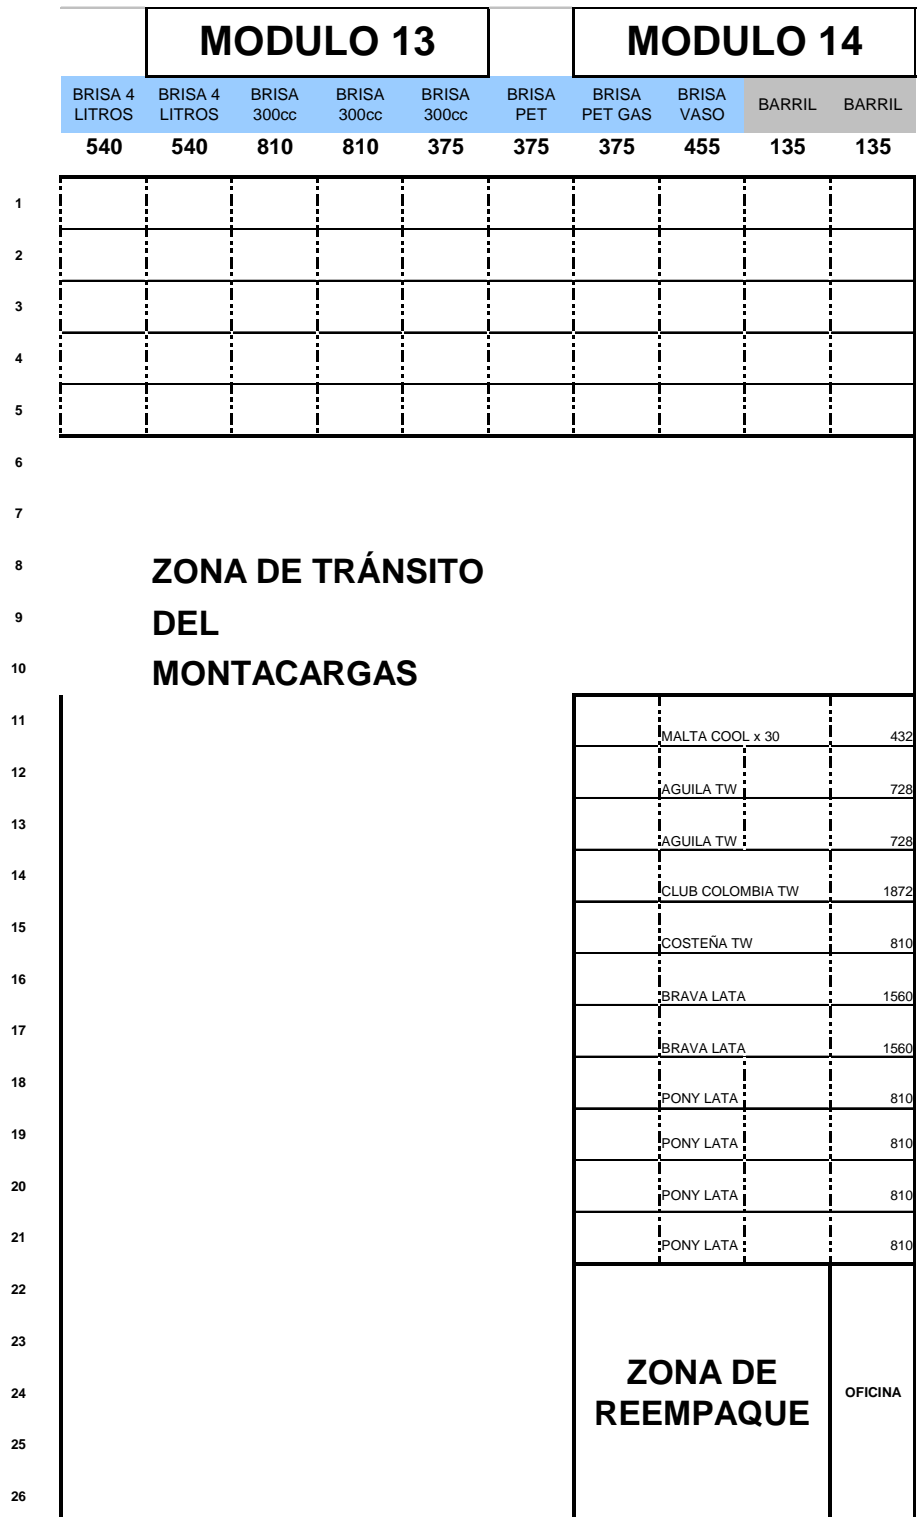 MODULO 13 MODULO 14
BRISA 4 LITROS BRISA 4 LITROS BRISA 300cc BRISA 300cc BRISA 300cc BRISA PET BRISA PET GAS BRISA VASO BARRIL BARRIL
540 540 810 810 375 375 375 455 135 135
1
2
3
4
5
6
7
8 ZONA DE TRÁNSITO
9 DEL
10 MONTACARGAS
11 MALTA COOL x 30 432
12 AGUILA TW 728
13 AGUILA TW 728
14 CLUB COLOMBIA TW 1872
15 COSTEÑA TW 810
16 BRAVA LATA 1560
17 BRAVA LATA 1560
18 PONY LATA 810
19 PONY LATA 810
20 PONY LATA 810
21 PONY LATA 810
22
23
ZONA DE
24 OFICINA
REEMPAQUE
25
26